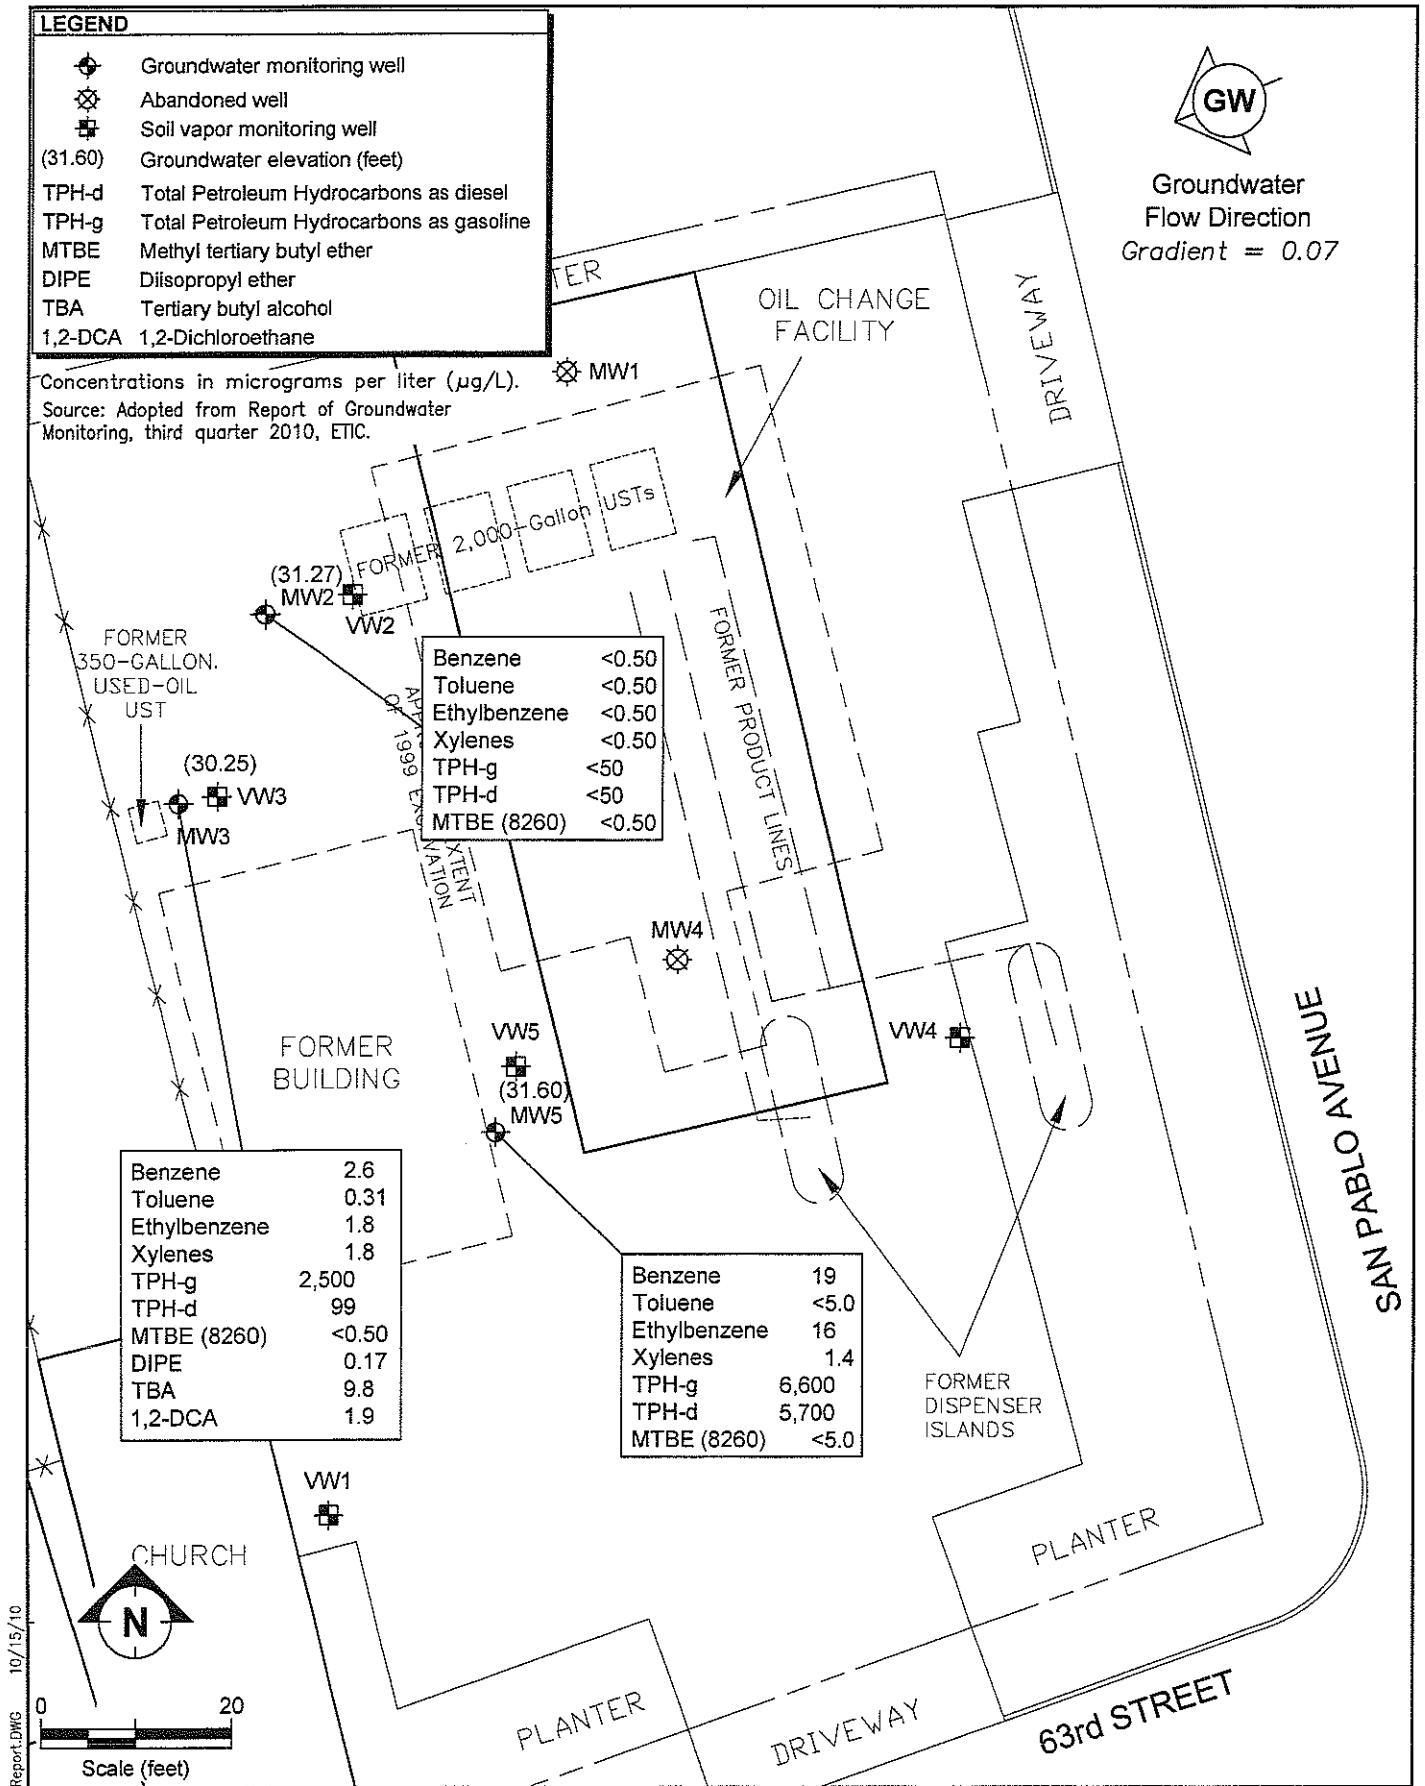 LEGEND
Groundwater monitoring well
Abandoned well
Soil vapor monitoring well
(31.60) Groundwater elevation (feet)
TPH-d Total Petroleum Hydrocarbons as diesel
TPH-g Total Petroleum Hydrocarbons as gasoline
MTBE Methyl tertiary butyl ether
DIPE Diisopropyl ether
TBA Tertiary butyl alcohol
1,2-DCA 1,2-Dichloroethane
Concentrations in micrograms per liter (µg/L).
Source: Adopted from Report of Groundwater
Monitoring, third quarter 2010, ETIC.
GW
Groundwater
Flow Direction
Gradient = 0.07
TER
OIL CHANGE
FACILITY
DRIVEWAY
MW1
FORMER 2,000-Gallon USTs
(31.27)
MW2
VW2
FORMER
350-GALLON.
USED-OIL
UST
(30.25)
VW3
MW3
Benzene <0.50
Toluene <0.50
Ethylbenzene <0.50
Xylenes <0.50
TPH-g <50
TPH-d <50
MTBE (8260) <0.50
FORMER PRODUCT LINES
OF 1999
MW4
VW4
VW5
(31.60)
MW5
FORMER
BUILDING
SAN PABLO AVENUE
Benzene 2.6
Toluene 0.31
Ethylbenzene 1.8
Xylenes 1.8
TPH-g 2,500
TPH-d 99
MTBE (8260) <0.50
DIPE 0.17
TBA 9.8
1,2-DCA 1.9
Benzene 19
Toluene <5.0
Ethylbenzene 16
Xylenes 1.4
TPH-g 6,600
TPH-d 5,700
MTBE (8260) <5.0
FORMER
DISPENSER
ISLANDS
VW1
CHURCH
N
PLANTER
PLANTER
DRIVEWAY
63rd STREET
0 20
Scale (feet)
Report.DWG 10/15/10